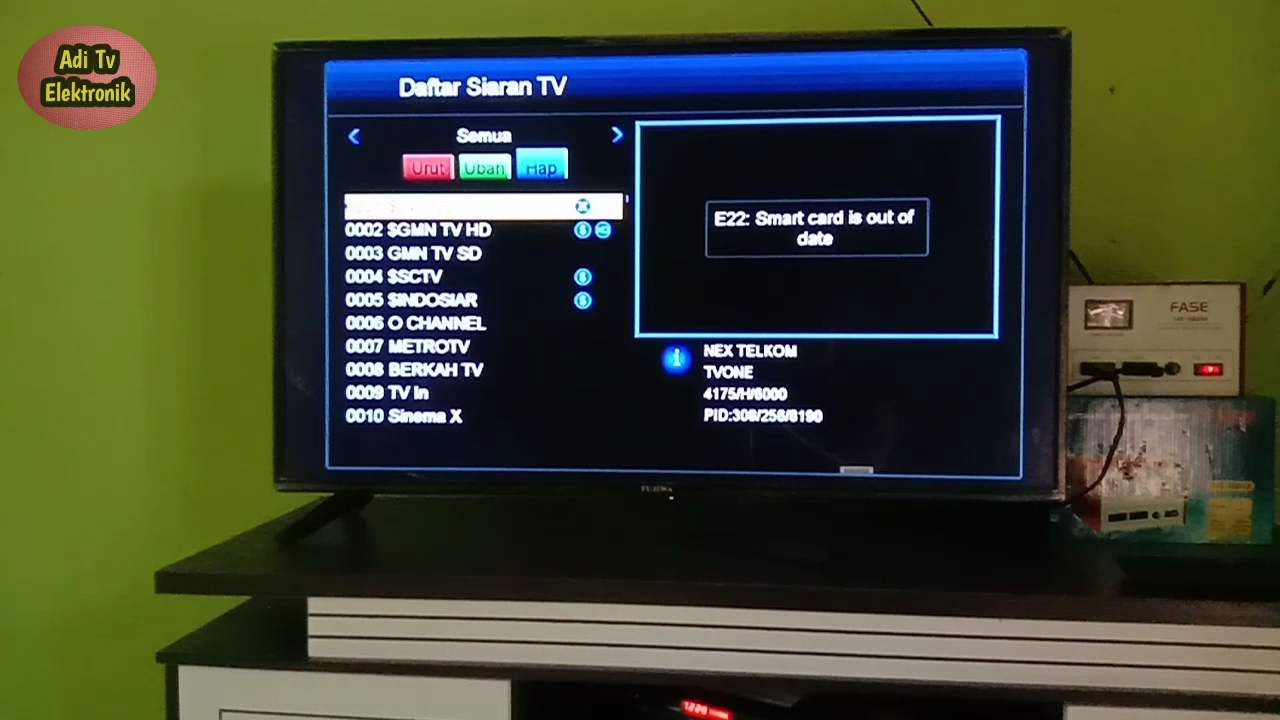 Adi Tv
Elektronik
Daftar Siaran TV
Semua
Urut Ubah Hap
0002 $GMN TV HD
0003 GMN TV SD
0004 $SCTV
0005 $INDOSIAR
0006 O CHANNEL
0007 METROTV
0008 BERKAH TV
0009 TV In
0010 Sinema X
E22: Smart card is out of
date
NEX TELKOM
TVONE
4175/H/6000
PID:308/256/8190
FASE